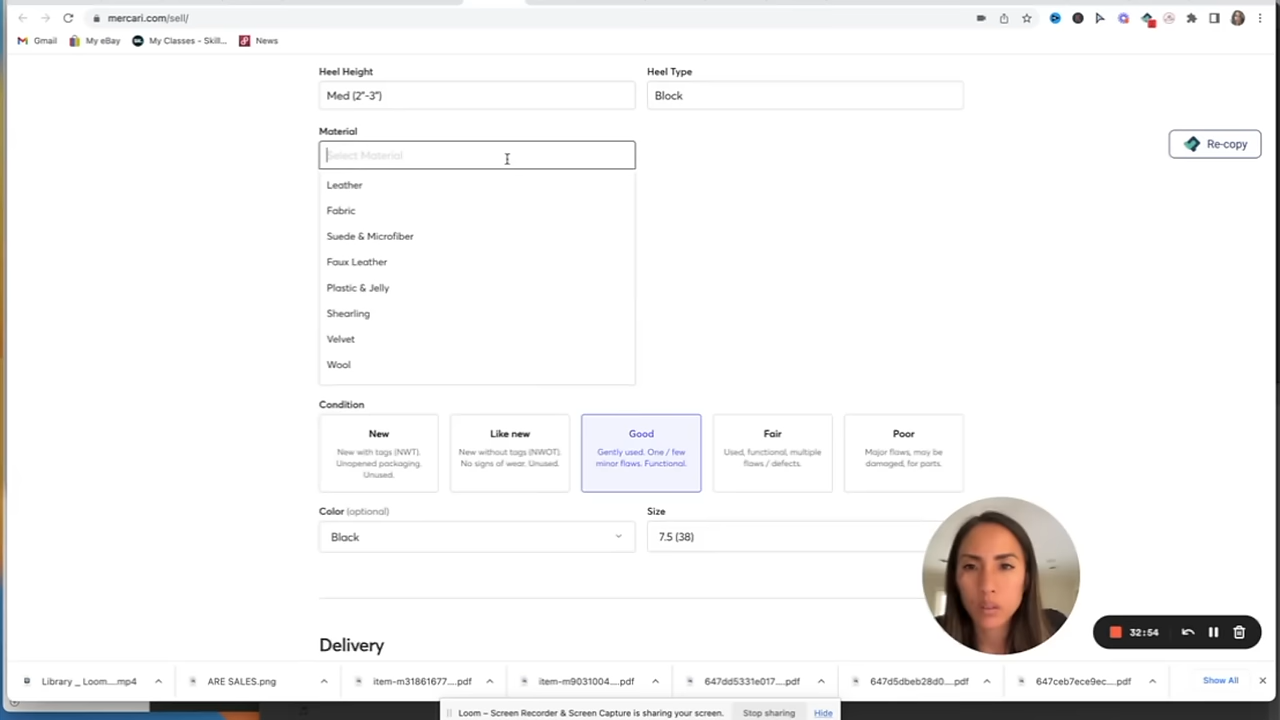 mercari.com/sell/
Gmail My eBay My Classes - Skill... News
Heel Height Heel Type
Med (2"-3") Block
Material
Select Material
Leather
Fabric
Suede & Microfiber
Faux Leather
Plastic & Jelly
Shearling
Velvet
Wool
Re-copy
Condition
New Like new Good Fair Poor
New with tags (NWT). New without tags (NWOT). Gently used. One / few Used, functional, multiple Major flaws, may be
Unopened packaging. No signs of wear. Unused. minor flaws. Functional. flaws / defects. damaged, for parts.
Unused.
Color (optional) Size
Black 7.5 (38)
32:54
Delivery
Library _ Loom....mp4 ARE SALES.png item-m31861677....pdf item-m9031004....pdf 647dd5331e017....pdf 647d5dbeb28d0....pdf 647ceb7ece9ec....pdf Show All
Loom – Screen Recorder & Screen Capture is sharing your screen. Stop sharing Hide